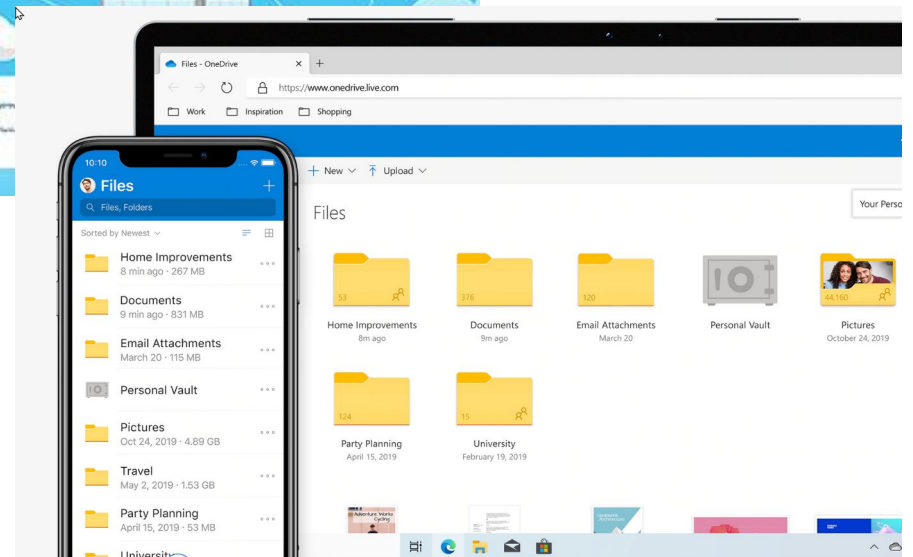 Files - OneDrive
https://www.onedrive.live.com
Work Inspiration Shopping
New Upload
Files
Your Perso
53
376
120
44,160
Home Improvements
8m ago
Documents
9m ago
Email Attachments
March 20
Personal Vault
Pictures
October 24, 2019
124
15
Party Planning
April 15, 2019
University
February 19, 2019
Adventure Works
Cycling
10:10
Files
Files, Folders
Sorted by Newest
Home Improvements
8 min ago · 267 MB
Documents
9 min ago · 831 MB
Email Attachments
March 20 · 115 MB
Personal Vault
Pictures
Oct 24, 2019 · 4.89 GB
Travel
May 2, 2019 · 1.53 GB
Party Planning
April 15, 2019 · 53 MB
University